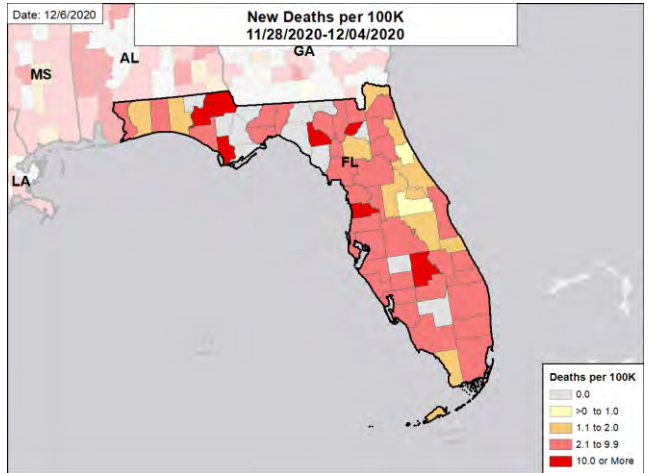 Date: 12/6/2020
New Deaths per 100K
11/28/2020-12/04/2020
GA
AL
MS
LA
FL
Deaths per 100K
0.0
>0 to 1.0
1.1 to 2.0
2.1 to 9.9
10.0 or More